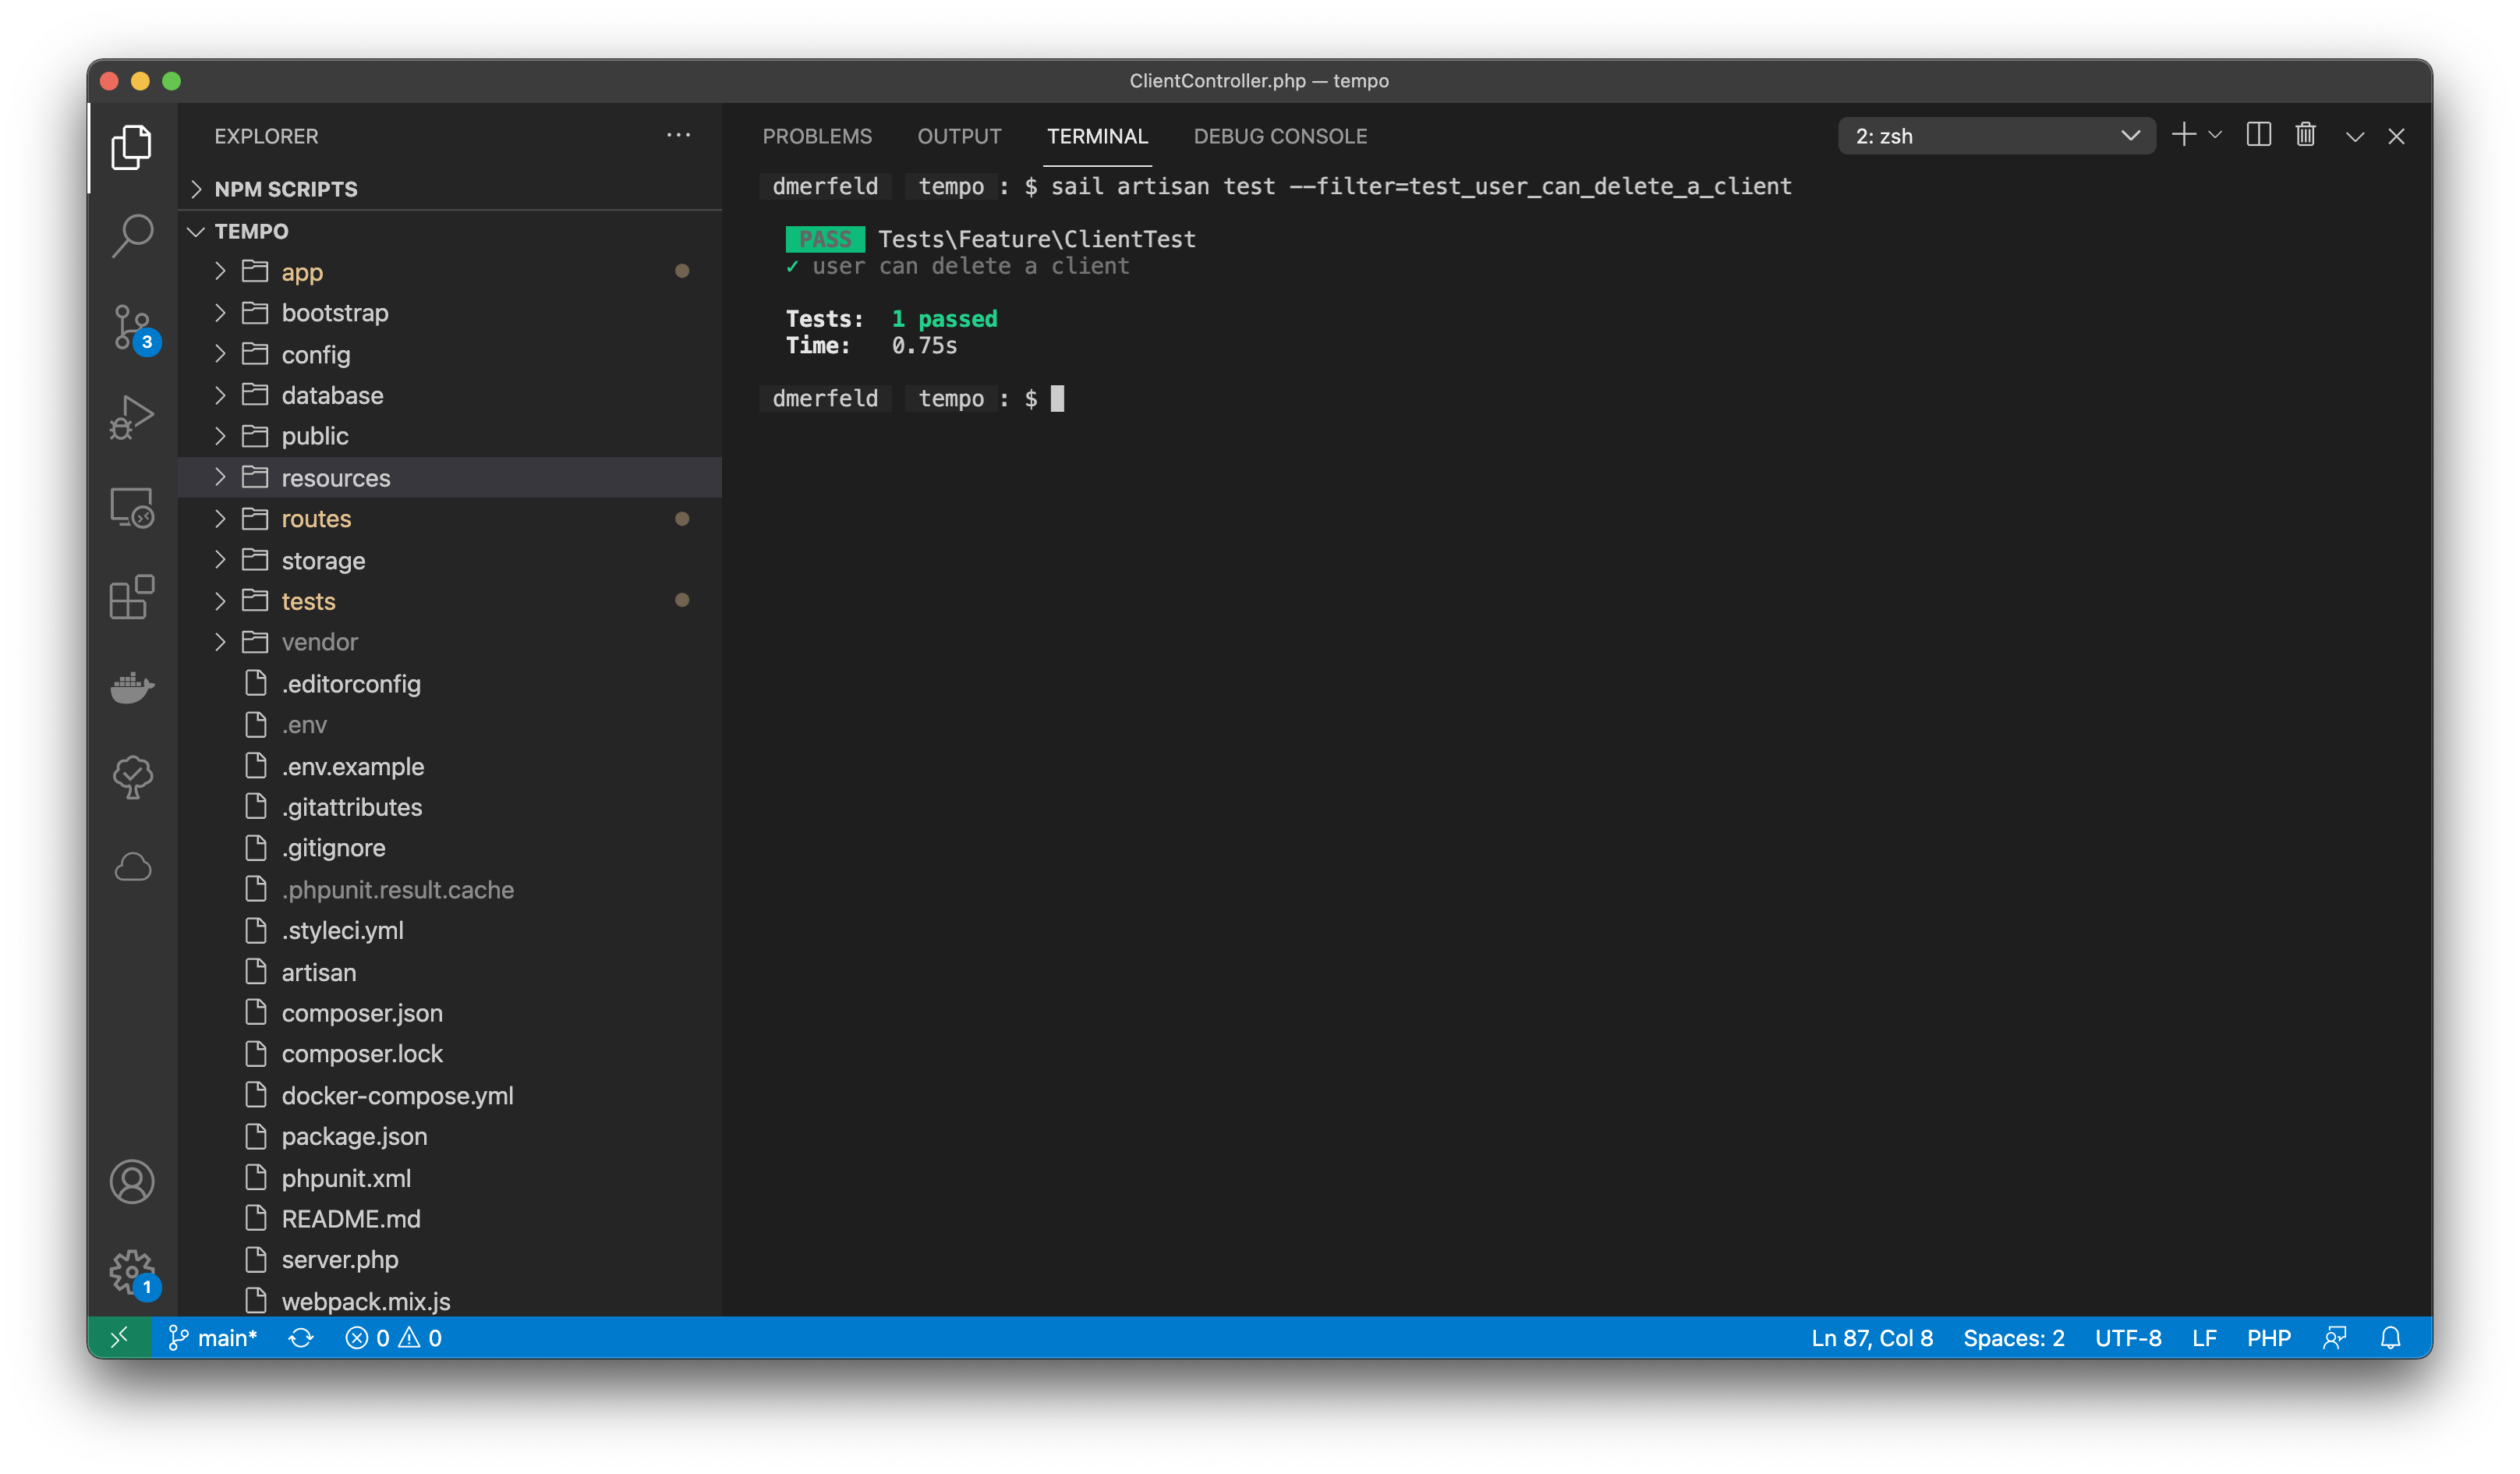 ClientController.php — tempo
EXPLORER
NPM SCRIPTS
TEMPO
app
bootstrap
config
database
public
resources
routes
storage
tests
vendor
.editorconfig
.env
.env.example
.gitattributes
.gitignore
.phpunit.result.cache
.styleci.yml
artisan
composer.json
composer.lock
docker-compose.yml
package.json
phpunit.xml
README.md
server.php
webpack.mix.js
3
1
PROBLEMS OUTPUT TERMINAL DEBUG CONSOLE 2: zsh
dmerfeld tempo : $ sail artisan test --filter=test_user_can_delete_a_client
PASS Tests\Feature\ClientTest
✓ user can delete a client
Tests: 1 passed
Time: 0.75s
dmerfeld tempo : $
main* 0 0 Ln 87, Col 8 Spaces: 2 UTF-8 LF PHP